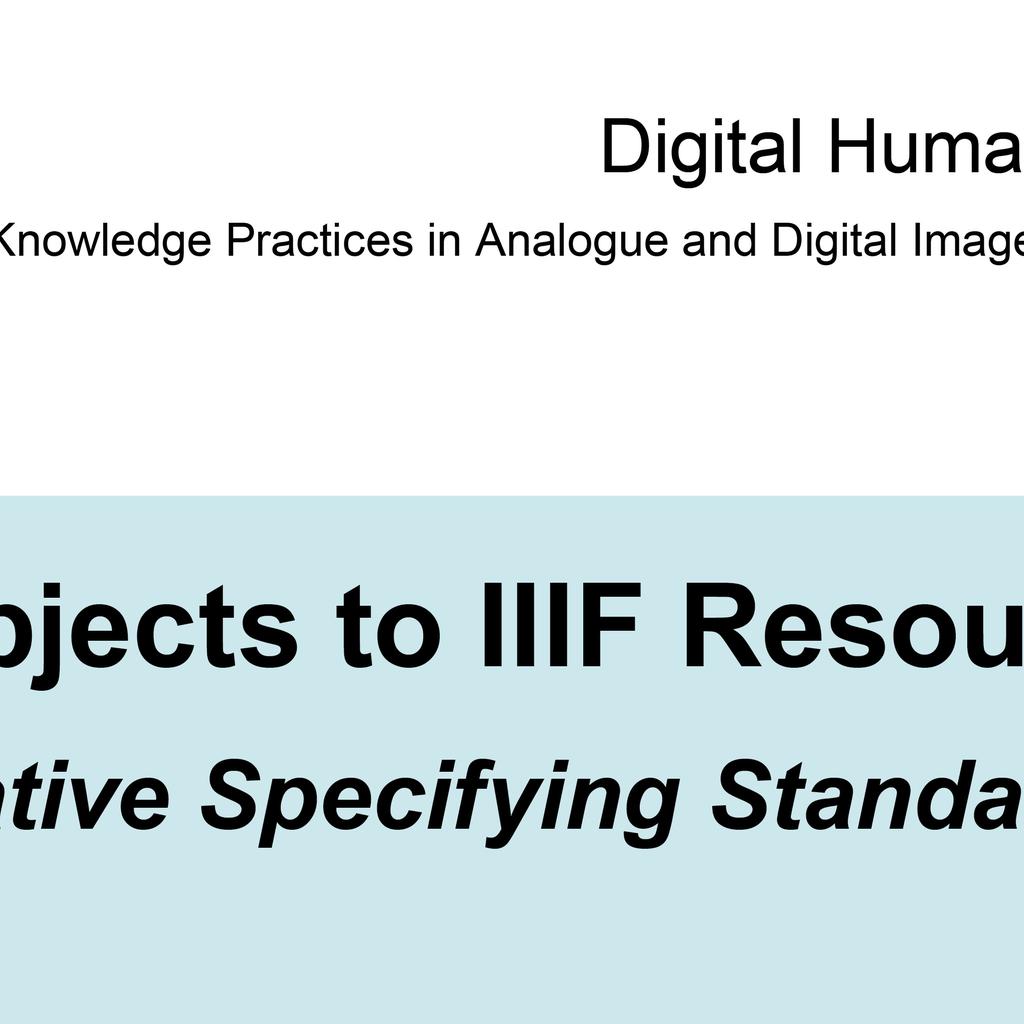 Digital Huma
Knowledge Practices in Analogue and Digital Image
bjects to IIIF Resou
ative Specifying Standa